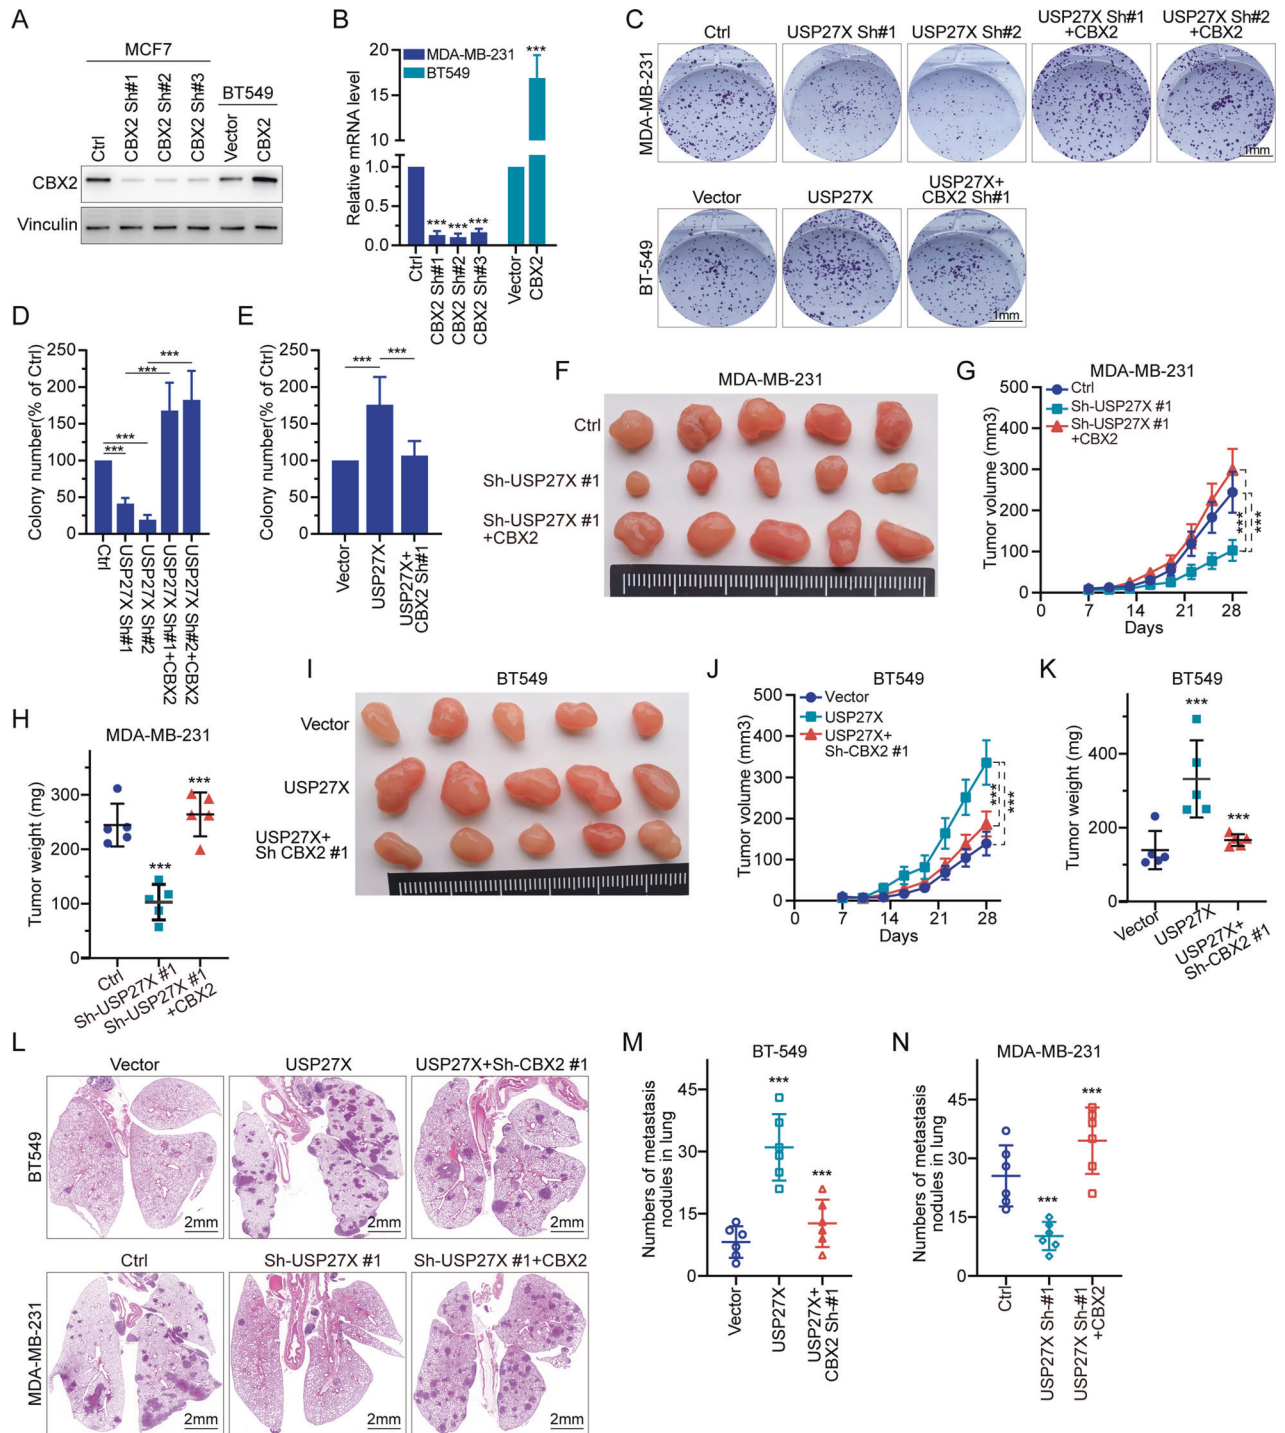 A
MCF7
BT549
Ctrl
CBX2 Sh#1
CBX2 Sh#2
CBX2 Sh#3
Vector
CBX2
CBX2
Vinculin
B
Relative mRNA level
20
15
10
1.0
0.5
0.0
MDA-MB-231
BT549
***
***
***
***
Ctrl
CBX2 Sh#1
CBX2 Sh#2
CBX2 Sh#3
Vector
CBX2
C
Ctrl
USP27X Sh#1
USP27X Sh#2
USP27X Sh#1
+CBX2
USP27X Sh#2
+CBX2
MDA-MB-231
1mm
Vector
USP27X
USP27X+
CBX2 Sh#1
BT-549
1mm
D
Colony number(% of Ctrl)
250
200
150
100
50
0
***
***
***
***
Ctrl
USP27X Sh#1
USP27X Sh#2
USP27X Sh#1+CBX2
USP27X Sh#2+CBX2
E
Colony number(% of Ctrl)
250
200
150
100
50
0
***
***
Vector
USP27X
USP27X+
CBX2 Sh#1
F
MDA-MB-231
Ctrl
Sh-USP27X #1
Sh-USP27X #1
+CBX2
G
MDA-MB-231
Tumor volume (mm3)
500
400
300
200
100
0
Ctrl
Sh-USP27X #1
Sh-USP27X #1
+CBX2
***
***
0
7
14
21
28
Days
H
MDA-MB-231
Tumor weight (mg)
300
200
100
0
***
***
Ctrl
Sh-USP27X #1
Sh-USP27X #1
+CBX2
I
BT549
Vector
USP27X
USP27X+
Sh CBX2 #1
J
BT549
Tumor volume (mm3)
500
400
300
200
100
0
Vector
USP27X
USP27X+
Sh-CBX2 #1
***
***
0
7
14
21
28
Days
K
BT549
Tumor weight (mg)
400
200
0
***
***
Vector
USP27X
USP27X+
Sh-CBX2 #1
L
Vector
USP27X
USP27X+Sh-CBX2 #1
BT549
2mm
2mm
2mm
Ctrl
Sh-USP27X #1
Sh-USP27X #1+CBX2
MDA-MB-231
2mm
2mm
2mm
M
BT-549
Numbers of metastasis
nodules in lung
45
30
15
0
***
***
Vector
USP27X
USP27X+
CBX2 Sh#1
N
MDA-MB-231
Numbers of metastasis
nodules in lung
45
30
15
0
***
***
Ctrl
USP27X Sh-#1
USP27X Sh-#1
+CBX2